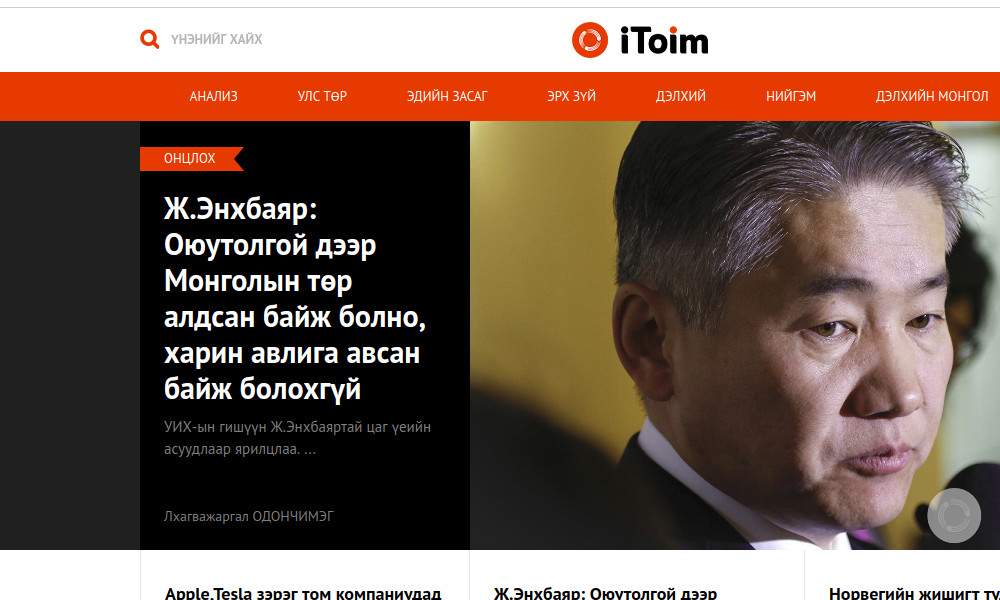 ҮНЭНИЙГ ХАЙХ
iToim
АНАЛИЗ УЛС ТӨР ЭДИЙН ЗАСАГ ЭРХ ЗҮЙ ДЭЛХИЙ НИЙГЭМ ДЭЛХИЙН МОНГОЛ
ОНЦЛОХ
Ж.Энхбаяр:
Оюутолгой дээр
Монголын төр
алдсан байж болно,
харин авлига авсан
байж болохгүй
УИХ-ын гишүүн Ж.Энхбаяртай цаг үеийн
асуудлаар ярилцлаа. ...
Лхагважаргал ОДОНЧИМЭГ
Apple,Tesla зэрэг том компаниудад
Ж.Энхбаяр: Оюутолгой дээр
Норвегийн жишигт